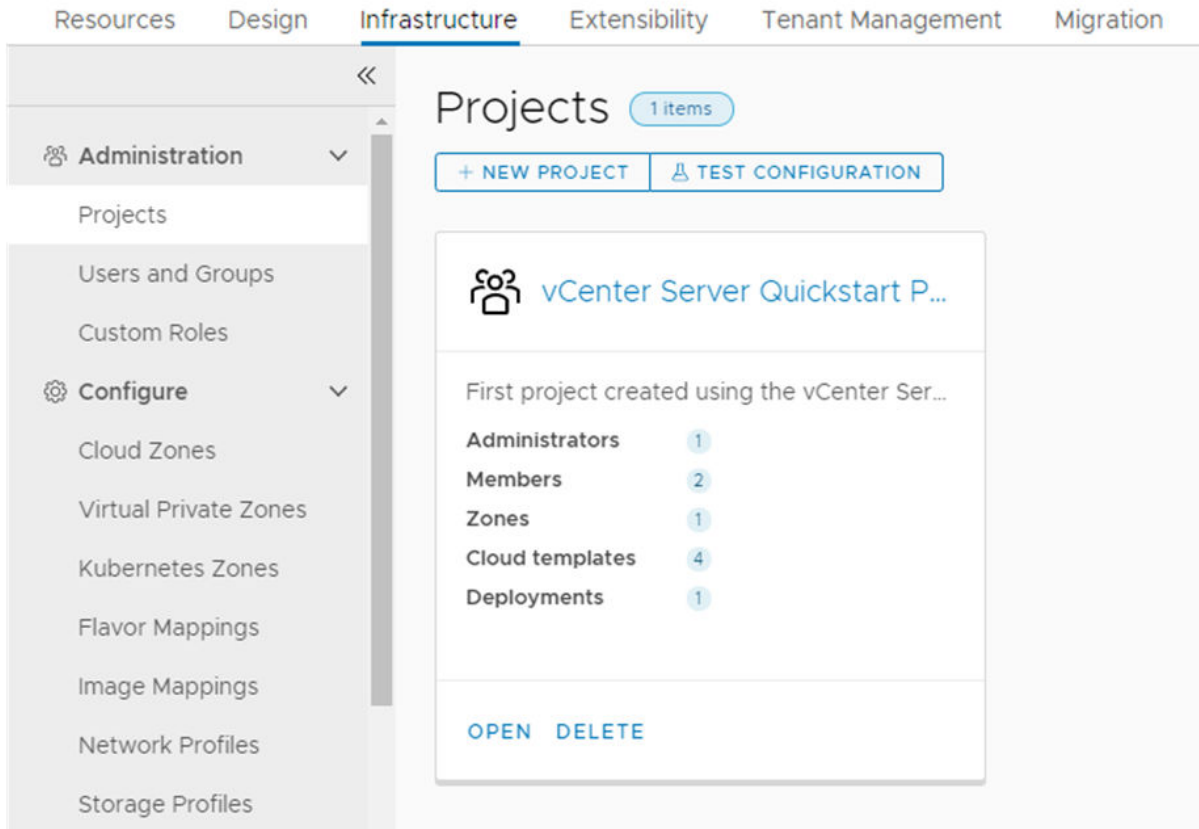 Resources Design Infrastructure Extensibility Tenant Management Migration
Administration
Projects
Users and Groups
Custom Roles
Configure
Cloud Zones
Virtual Private Zones
Kubernetes Zones
Flavor Mappings
Image Mappings
Network Profiles
Storage Profiles
Projects 1 items
+ NEW PROJECT TEST CONFIGURATION
vCenter Server Quickstart P...
First project created using the vCenter Ser...
Administrators 1
Members 2
Zones 1
Cloud templates 4
Deployments 1
OPEN DELETE